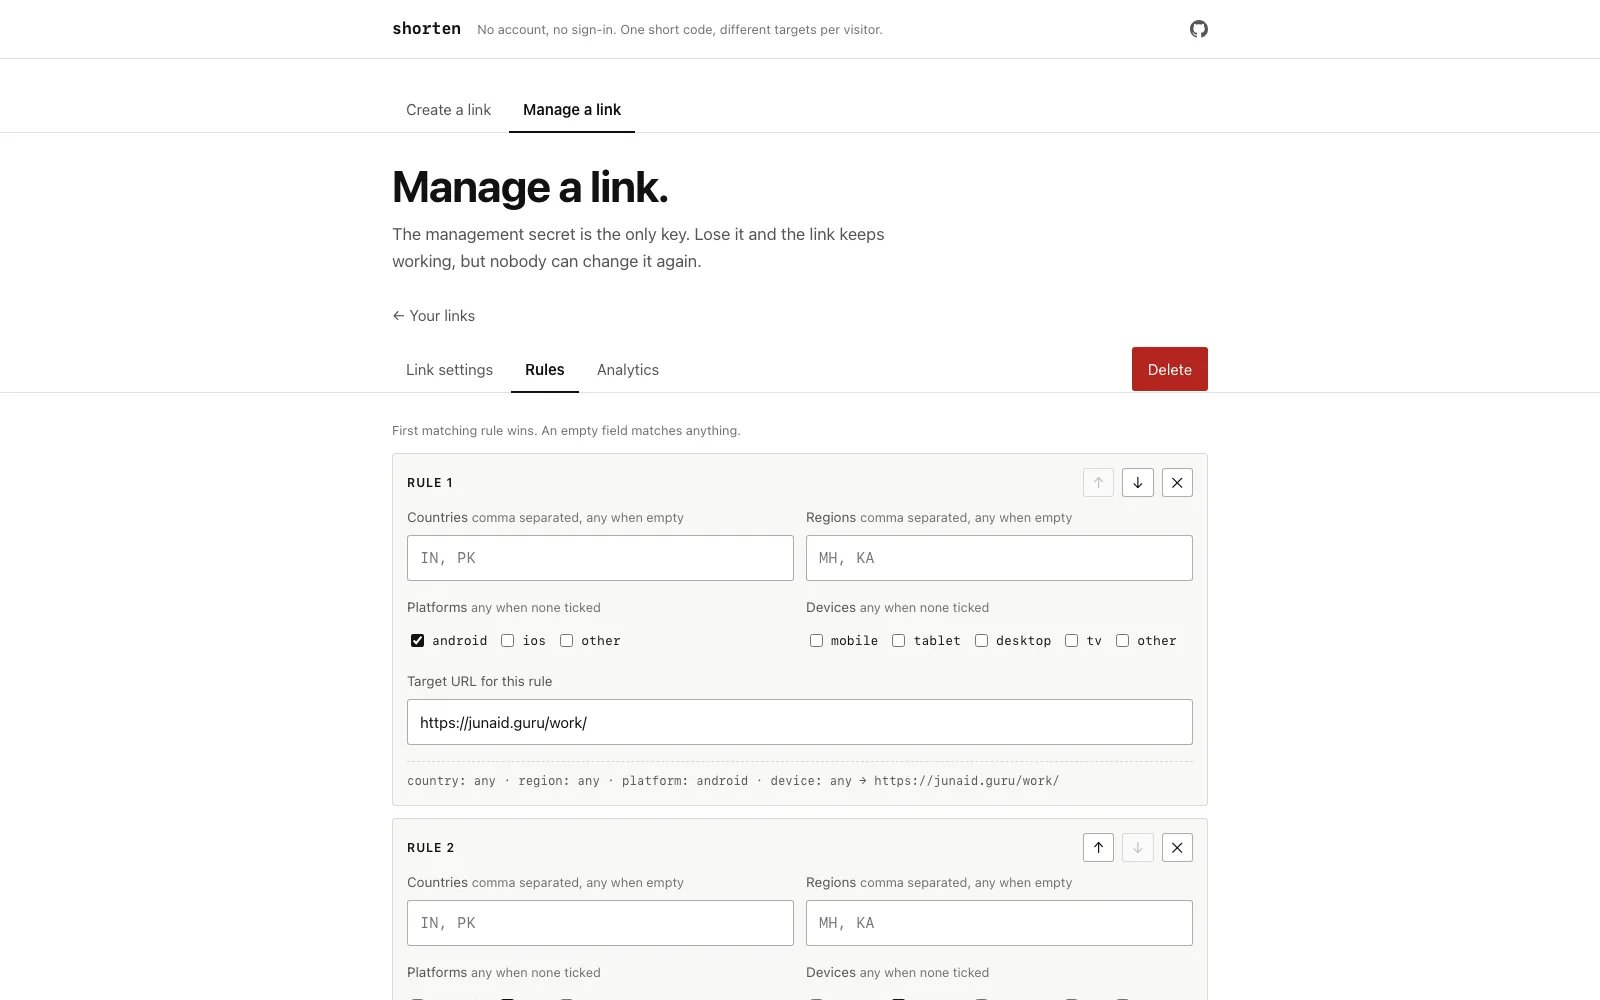 shorten No account, no sign-in. One short code, different targets per visitor.
Create a link Manage a link
Manage a link.
The management secret is the only key. Lose it and the link keeps
working, but nobody can change it again.
← Your links
Link settings Rules Analytics Delete
First matching rule wins. An empty field matches anything.
RULE 1 ↑ ↓ ×
Countries comma separated, any when empty Regions comma separated, any when empty
IN, PK MH, KA
Platforms any when none ticked Devices any when none ticked
android ios other mobile tablet desktop tv other
Target URL for this rule
https://junaid.guru/work/
country: any · region: any · platform: android · device: any → https://junaid.guru/work/
RULE 2 ↑ ↓ ×
Countries comma separated, any when empty Regions comma separated, any when empty
IN, PK MH, KA
Platforms any when none ticked Devices any when none ticked